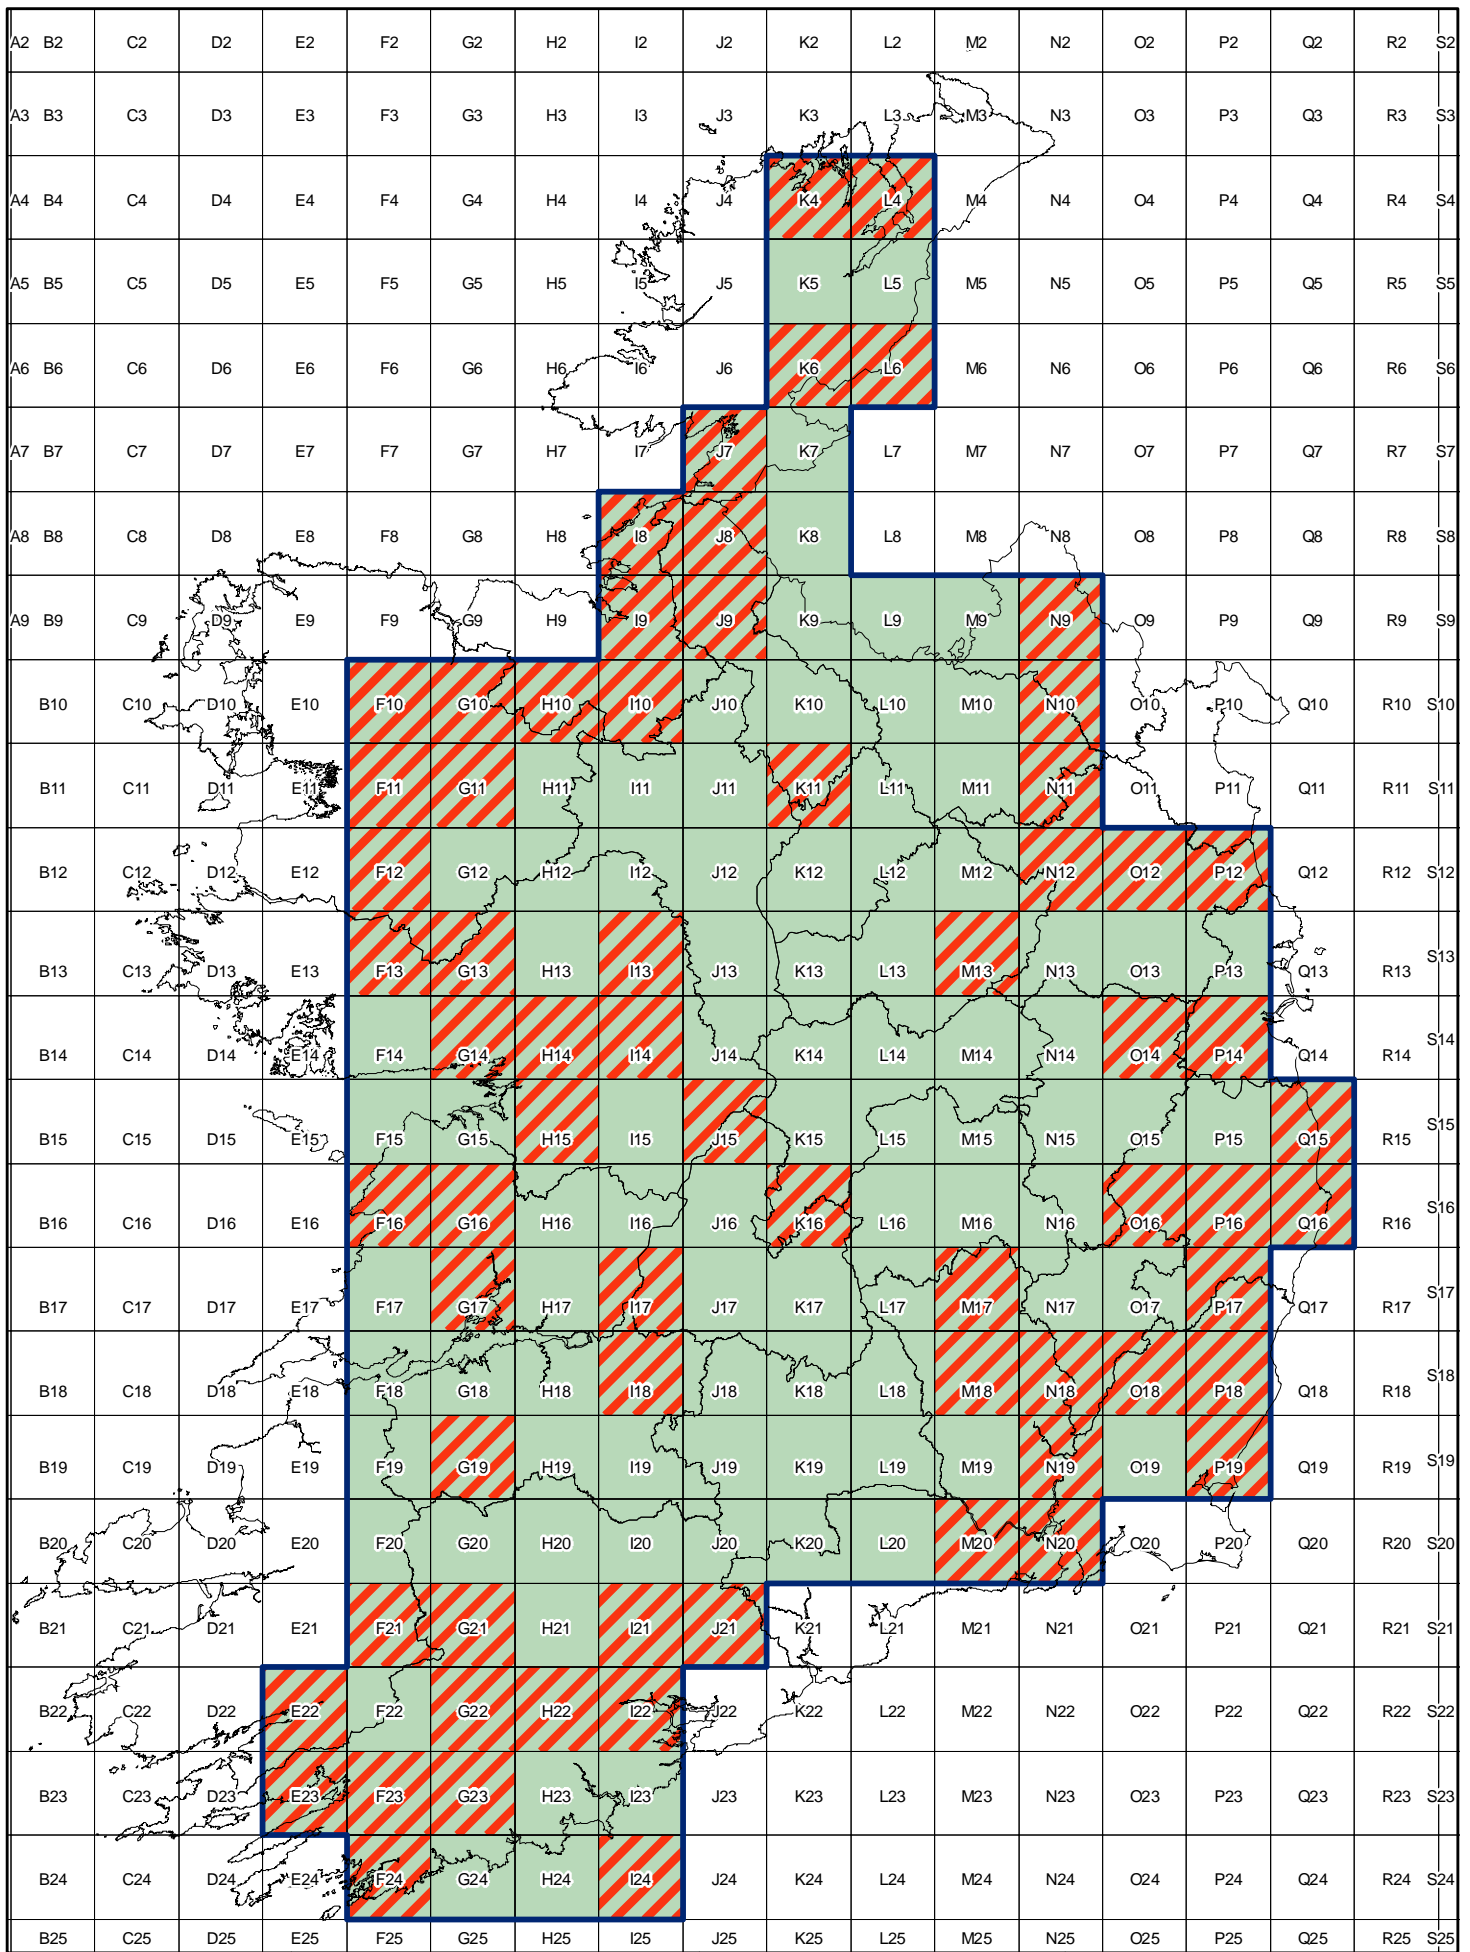 A2 B2 C2 D2 E2 F2 G2 H2 I2 J2 K2 L2 M2 N2 O2 P2 Q2 R2 S2
A3 B3 C3 D3 E3 F3 G3 H3 I3 J3 K3 L3 M3 N3 O3 P3 Q3 R3 S3
A4 B4 C4 D4 E4 F4 G4 H4 I4 J4 K4 L4 M4 N4 O4 P4 Q4 R4 S4
A5 B5 C5 D5 E5 F5 G5 H5 I5 J5 K5 L5 M5 N5 O5 P5 Q5 R5 S5
A6 B6 C6 D6 E6 F6 G6 H6 I6 J6 K6 L6 M6 N6 O6 P6 Q6 R6 S6
A7 B7 C7 D7 E7 F7 G7 H7 I7 J7 K7 L7 M7 N7 O7 P7 Q7 R7 S7
A8 B8 C8 D8 E8 F8 G8 H8 I8 J8 K8 L8 M8 N8 O8 P8 Q8 R8 S8
A9 B9 C9 D9 E9 F9 G9 H9 I9 J9 K9 L9 M9 N9 O9 P9 Q9 R9 S9
B10 C10 D10 E10 F10 G10 H10 I10 J10 K10 L10 M10 N10 O10 P10 Q10 R10 S10
B11 C11 D11 E11 F11 G11 H11 I11 J11 K11 L11 M11 N11 O11 P11 Q11 R11 S11
B12 C12 D12 E12 F12 G12 H12 I12 J12 K12 L12 M12 N12 O12 P12 Q12 R12 S12
B13 C13 D13 E13 F13 G13 H13 I13 J13 K13 L13 M13 N13 O13 P13 Q13 R13 S13
B14 C14 D14 E14 F14 G14 H14 I14 J14 K14 L14 M14 N14 O14 P14 Q14 R14 S14
B15 C15 D15 E15 F15 G15 H15 I15 J15 K15 L15 M15 N15 O15 P15 Q15 R15 S15
B16 C16 D16 E16 F16 G16 H16 I16 J16 K16 L16 M16 N16 O16 P16 Q16 R16 S16
B17 C17 D17 E17 F17 G17 H17 I17 J17 K17 L17 M17 N17 O17 P17 Q17 R17 S17
B18 C18 D18 E18 F18 G18 H18 I18 J18 K18 L18 M18 N18 O18 P18 Q18 R18 S18
B19 C19 D19 E19 F19 G19 H19 I19 J19 K19 L19 M19 N19 O19 P19 Q19 R19 S19
B20 C20 D20 E20 F20 G20 H20 I20 J20 K20 L20 M20 N20 O20 P20 Q20 R20 S20
B21 C21 D21 E21 F21 G21 H21 I21 J21 K21 L21 M21 N21 O21 P21 Q21 R21 S21
B22 C22 D22 E22 F22 G22 H22 I22 J22 K22 L22 M22 N22 O22 P22 Q22 R22 S22
B23 C23 D23 E23 F23 G23 H23 I23 J23 K23 L23 M23 N23 O23 P23 Q23 R23 S23
B24 C24 D24 E24 F24 G24 H24 I24 J24 K24 L24 M24 N24 O24 P24 Q24 R24 S24
B25 C25 D25 E25 F25 G25 H25 I25 J25 K25 L25 M25 N25 O25 P25 Q25 R25 S25